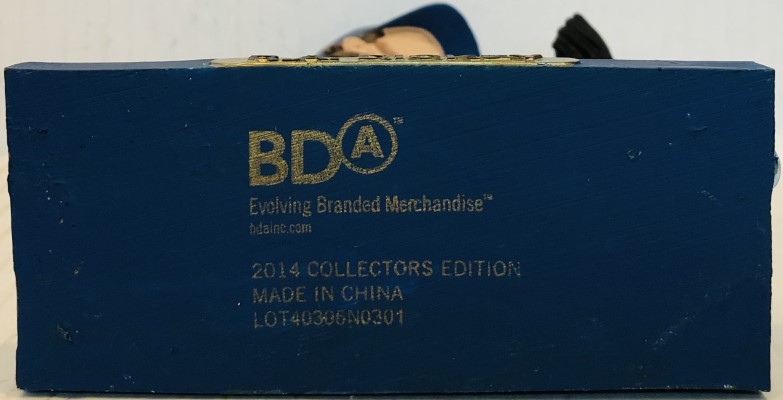 BDA™
Evolving Branded Merchandise™
bdainc.com
2014 COLLECTORS EDITION
MADE IN CHINA
LOT40306N0301